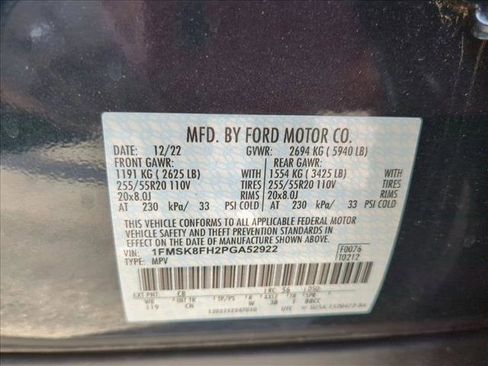 MFD. BY FORD MOTOR CO.
DATE: 12/22 GVWR: 2694 KG ( 5940 LB)
FRONT GAWR: REAR GAWR:
1191 KG ( 2625 LB) WITH 1554 KG ( 3425 LB) WITH
255/55R20 110V TIRES 255/55R20 110V TIRES
20x8.0J RIMS 20x8.0J RIMS
AT 230 kPa/ 33 PSI COLD AT 230 kPa/ 33 PSI COLD
THIS VEHICLE CONFORMS TO ALL APPLICABLE FEDERAL MOTOR
VEHICLE SAFETY AND THEFT PREVENTION STANDARDS IN EFFECT ON THE DATE OF
MANUFACTURE SHOWN ABOVE.
VIN: 1FMSK8FH2PGA52922 F0076
TYPE: MPV T0212